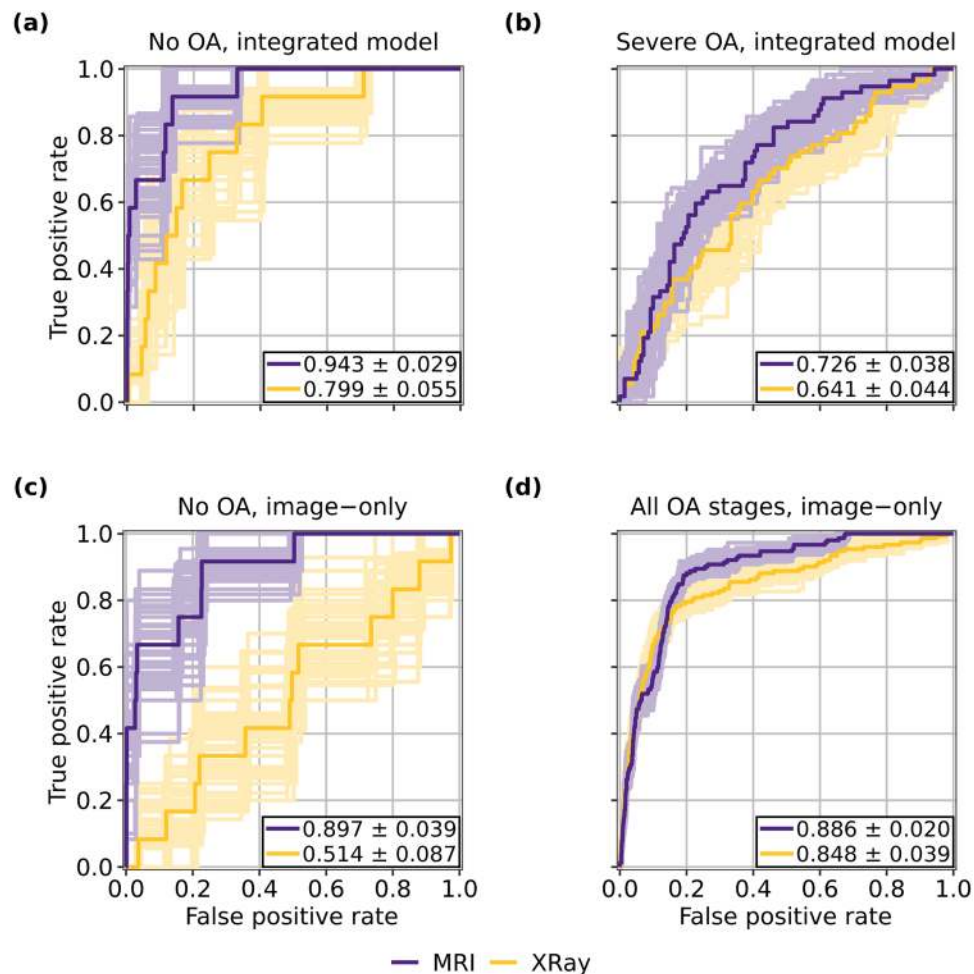 (a)
No OA, integrated model
1.0
0.8
0.6
0.4
0.2
0.0
True positive rate
0.943 ± 0.029
0.799 ± 0.055
(b)
Severe OA, integrated model
0.726 ± 0.038
0.641 ± 0.044
(c)
No OA, image−only
1.0
0.8
0.6
0.4
0.2
0.0
True positive rate
0.897 ± 0.039
0.514 ± 0.087
0.0 0.2 0.4 0.6 0.8 1.0
False positive rate
(d)
All OA stages, image−only
0.886 ± 0.020
0.848 ± 0.039
0.0 0.2 0.4 0.6 0.8 1.0
False positive rate
MRI XRay